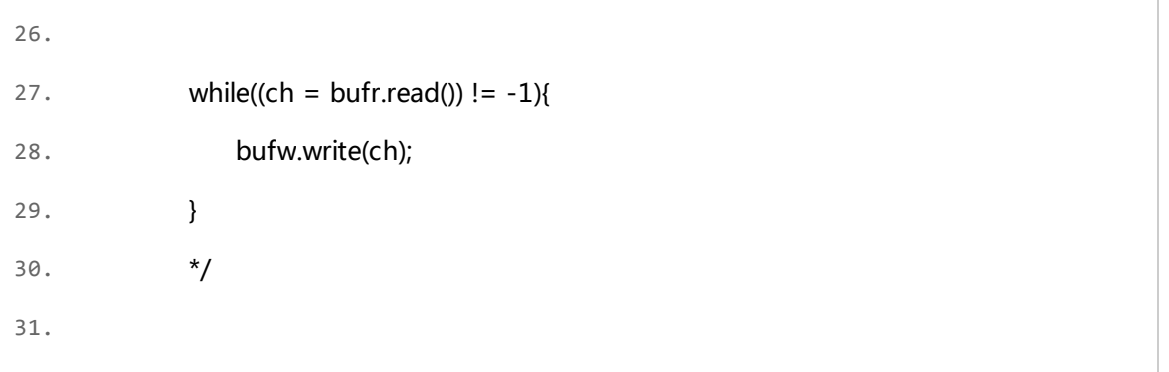 26.
27. while((ch = bufr.read()) != -1){
28. bufw.write(ch);
29. }
30. */
31.